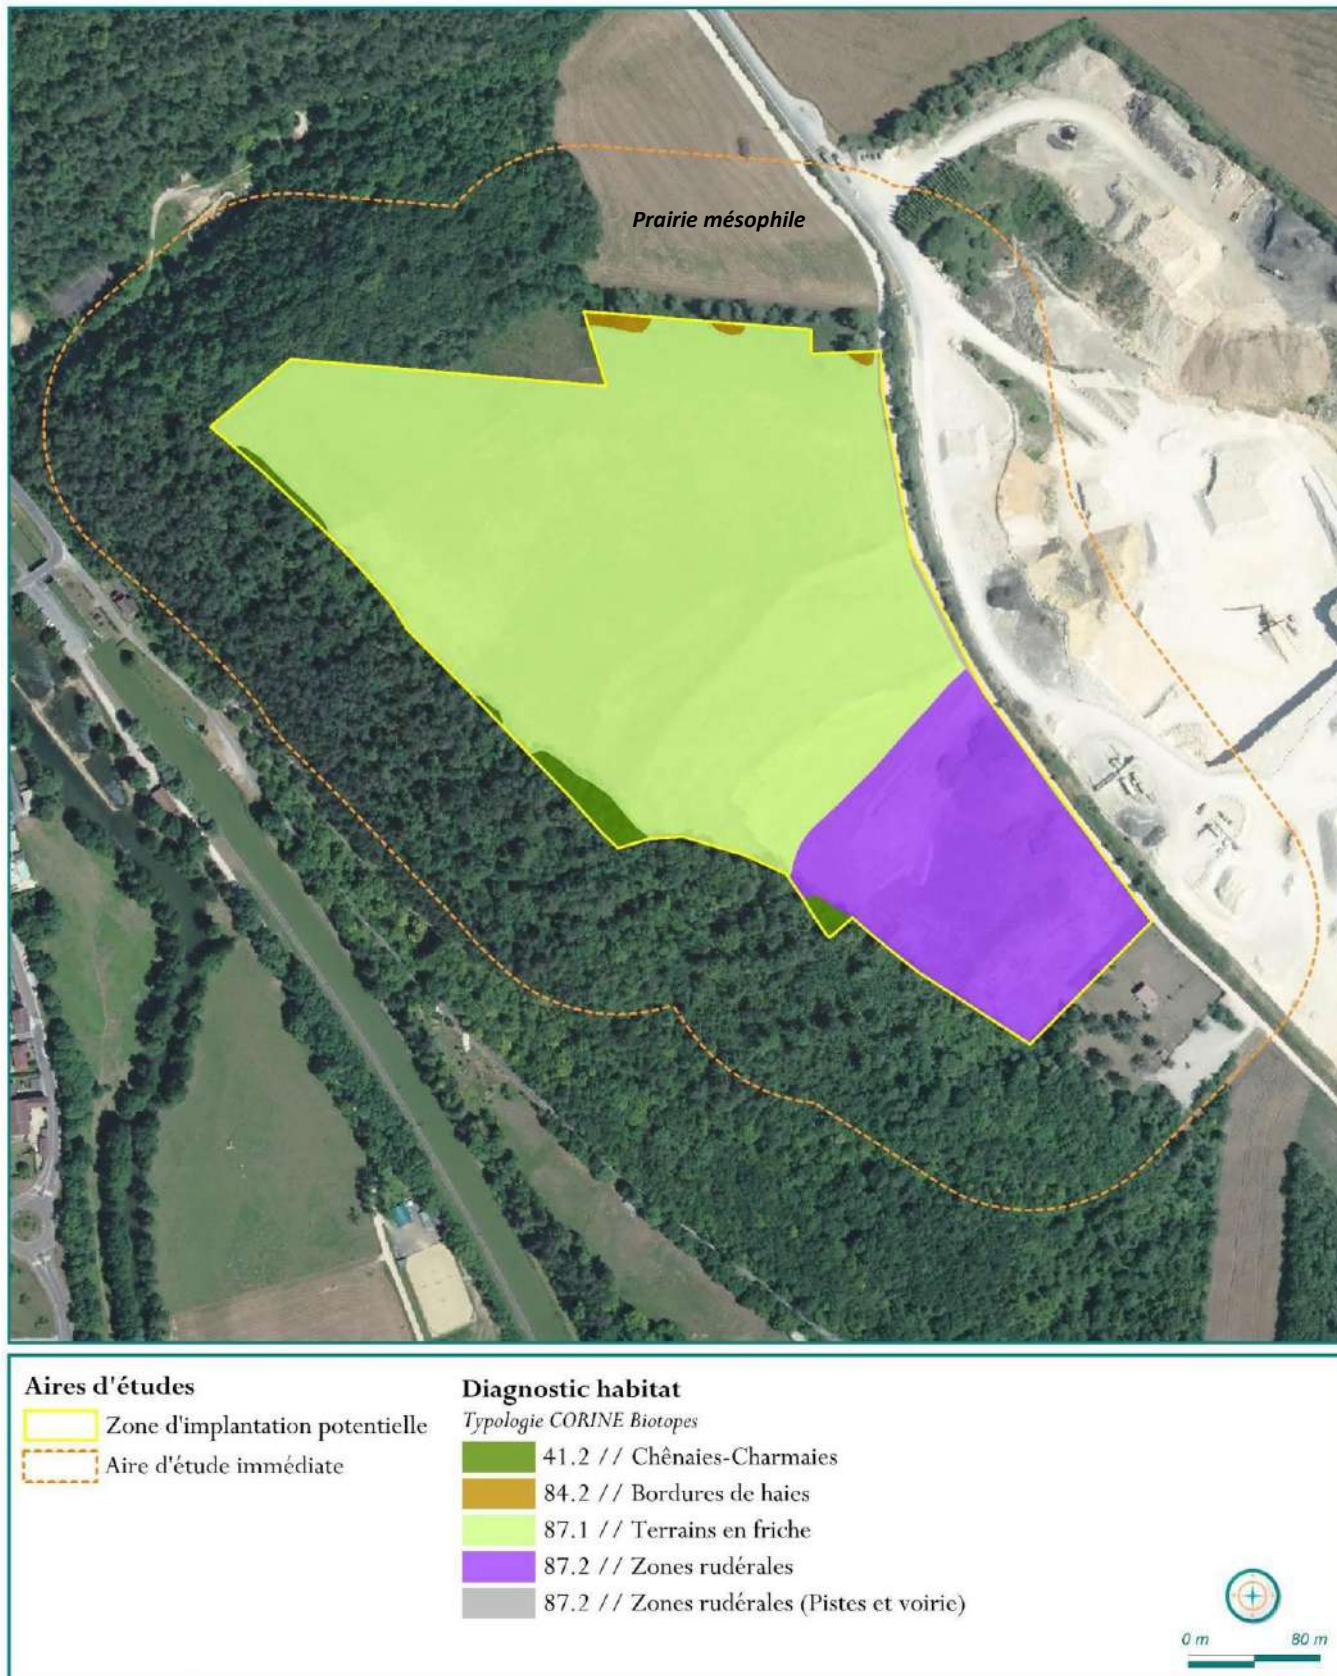 Prairie mésophile
Aires d'études
Zone d'implantation potentielle
Aire d'étude immédiate
Diagnostic habitat
Typologie CORINE Biotopes
41.2 // Chênaies-Charmaies
84.2 // Bordures de haies
87.1 // Terrains en friche
87.2 // Zones rudérales
87.2 // Zones rudérales (Pistes et voirie)
0 m 80 m